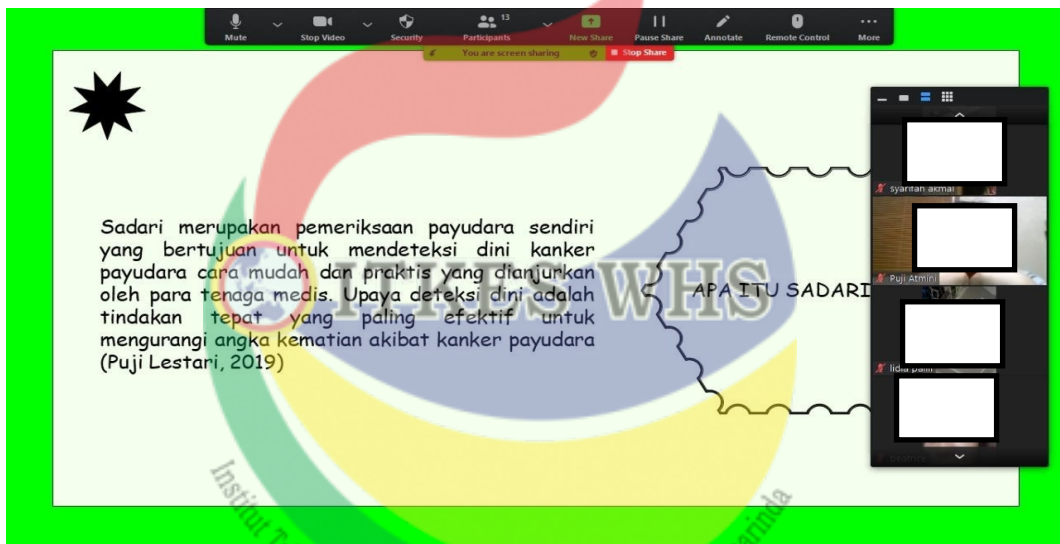 13
Mute
Stop Video
Security
Participants
New Share
Pause Share
Annotate
Remote Control
More
You are screen sharing
Stop Share
Sadari merupakan pemeriksaan payudara sendiri
yang bertujuan untuk mendeteksi dini kanker
payudara cara mudah dan praktis yang dianjurkan
oleh para tenaga medis. Upaya deteksi dini adalah
tindakan tepat yang paling efektif untuk
mengurangi angka kematian akibat kanker payudara
(Puji Lestari, 2019)
APA ITU SADARI
syarifah akmal
Puji Atmini
lidia
beatrice
ITKES WHS
Institut